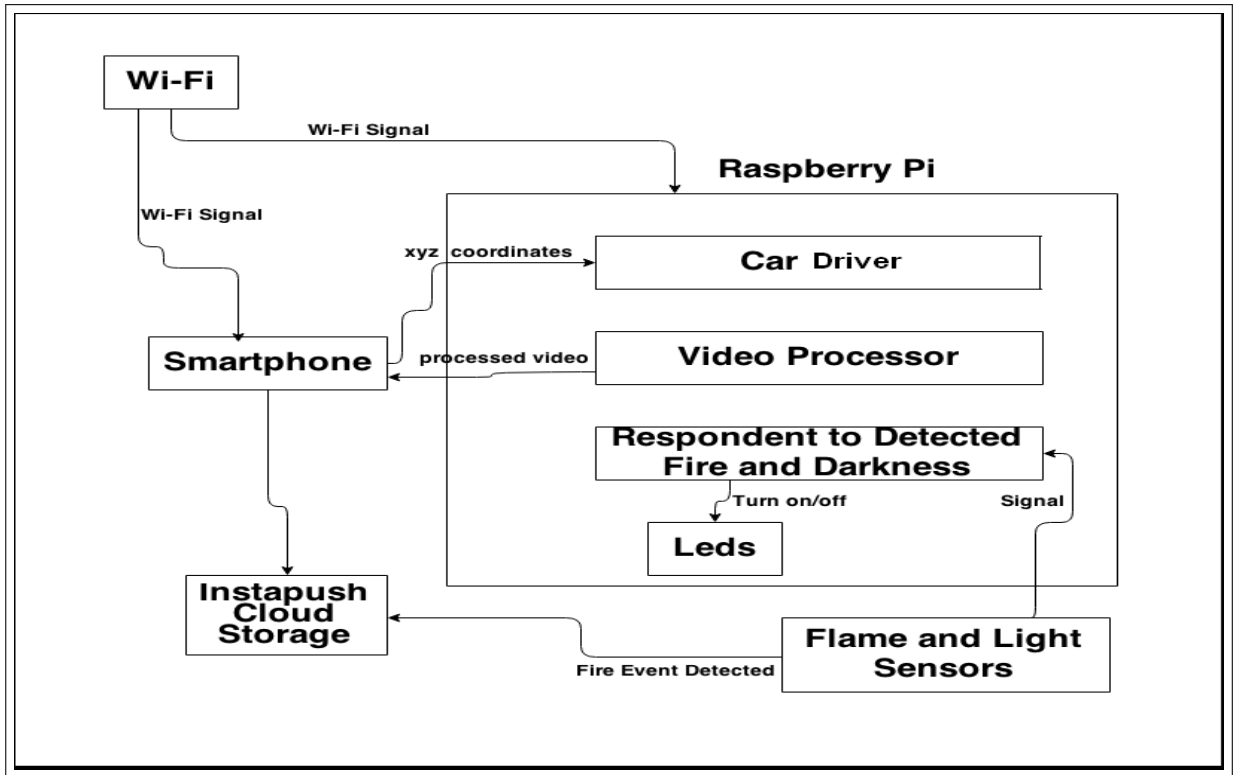 Wi-Fi
Wi-Fi Signal
Raspberry Pi
Wi-Fi Signal
xyz coordinates
Car Driver
Smartphone
processed video
Video Processor
Respondent to Detected
Fire and Darkness
Turn on/off
Signal
Leds
Instapush
Cloud
Storage
Flame and Light
Sensors
Fire Event Detected